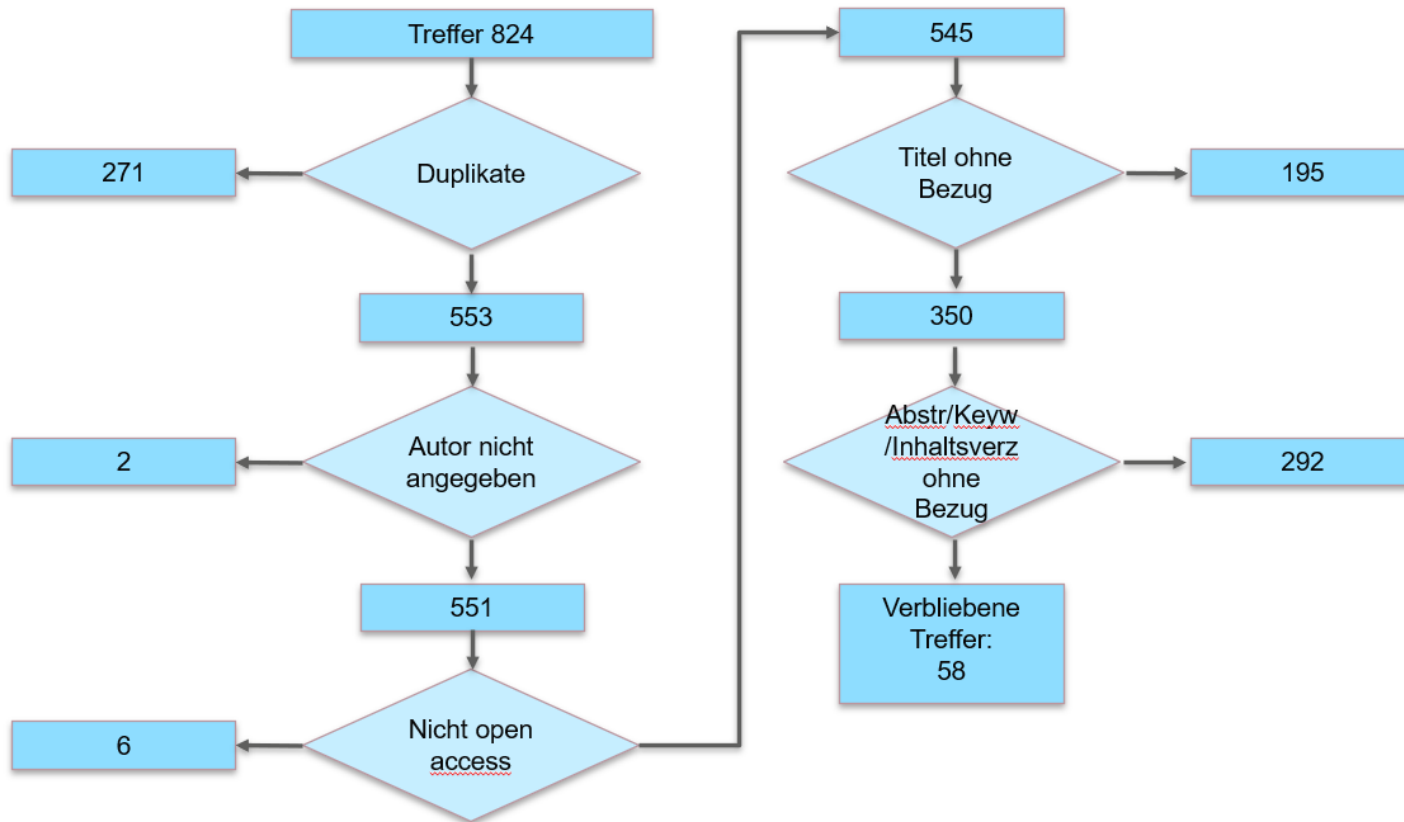 Treffer 824
Duplikate
271
553
Autor nicht
angegeben
2
551
Nicht open
access
6
545
Titel ohne
Bezug
195
350
Abstr/Keyw
/Inhaltsverz
ohne
Bezug
292
Verbliebene
Treffer:
58